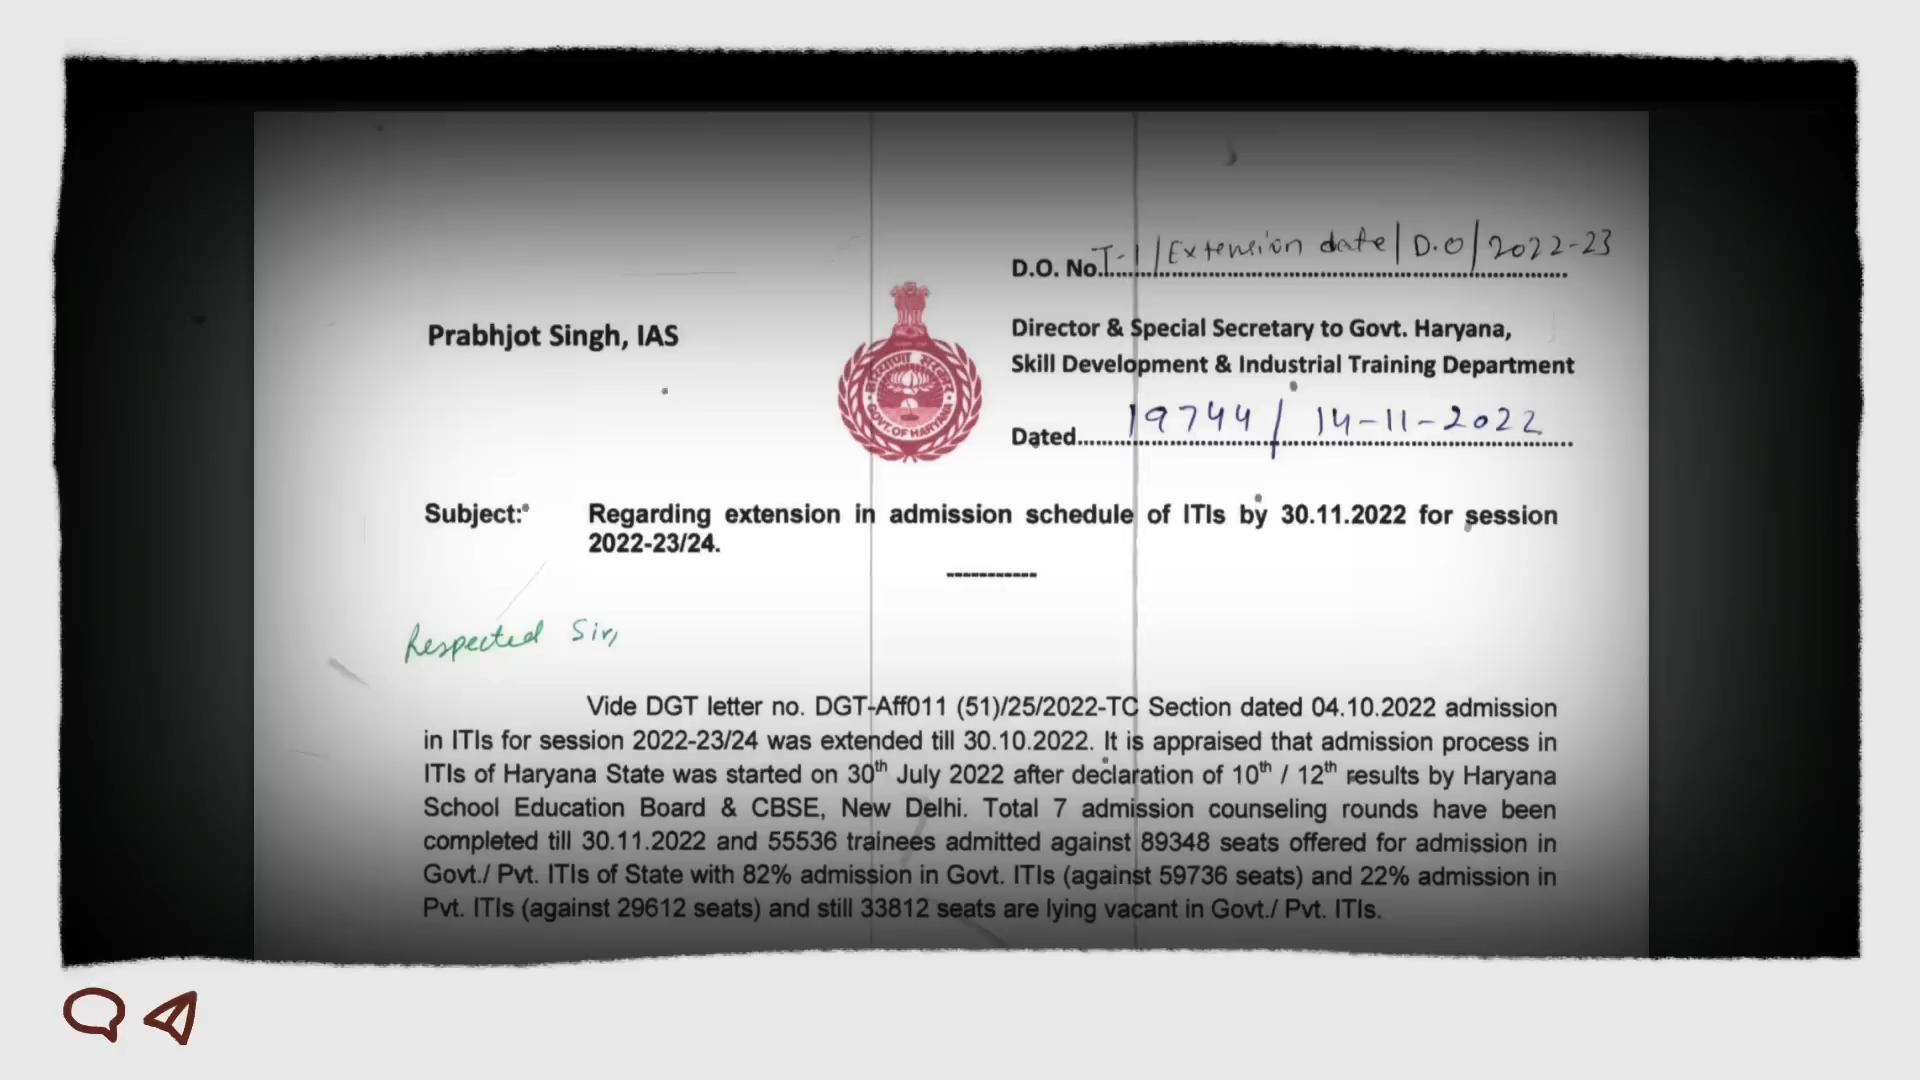 D.O. No. T-1/Extension date/D.O/2022-23
Prabhjot Singh, IAS
Director & Special Secretary to Govt. Haryana,
Skill Development & Industrial Training Department
हरियाणा सरकार
GOVT. OF HARYANA
Dated 19744/14-11-2022
Subject: Regarding extension in admission schedule of ITIs by 30.11.2022 for session
2022-23/24.
-----------
Respected Sir,
Vide DGT letter no. DGT-Aff011 (51)/25/2022-TC Section dated 04.10.2022 admission
in ITIs for session 2022-23/24 was extended till 30.10.2022. It is appraised that admission process in
ITIs of Haryana State was started on 30th July 2022 after declaration of 10th / 12th results by Haryana
School Education Board & CBSE, New Delhi. Total 7 admission counseling rounds have been
completed till 30.11.2022 and 55536 trainees admitted against 89348 seats offered for admission in
Govt./ Pvt. ITIs of State with 82% admission in Govt. ITIs (against 59736 seats) and 22% admission in
Pvt. ITIs (against 29612 seats) and still 33812 seats are lying vacant in Govt./ Pvt. ITIs.